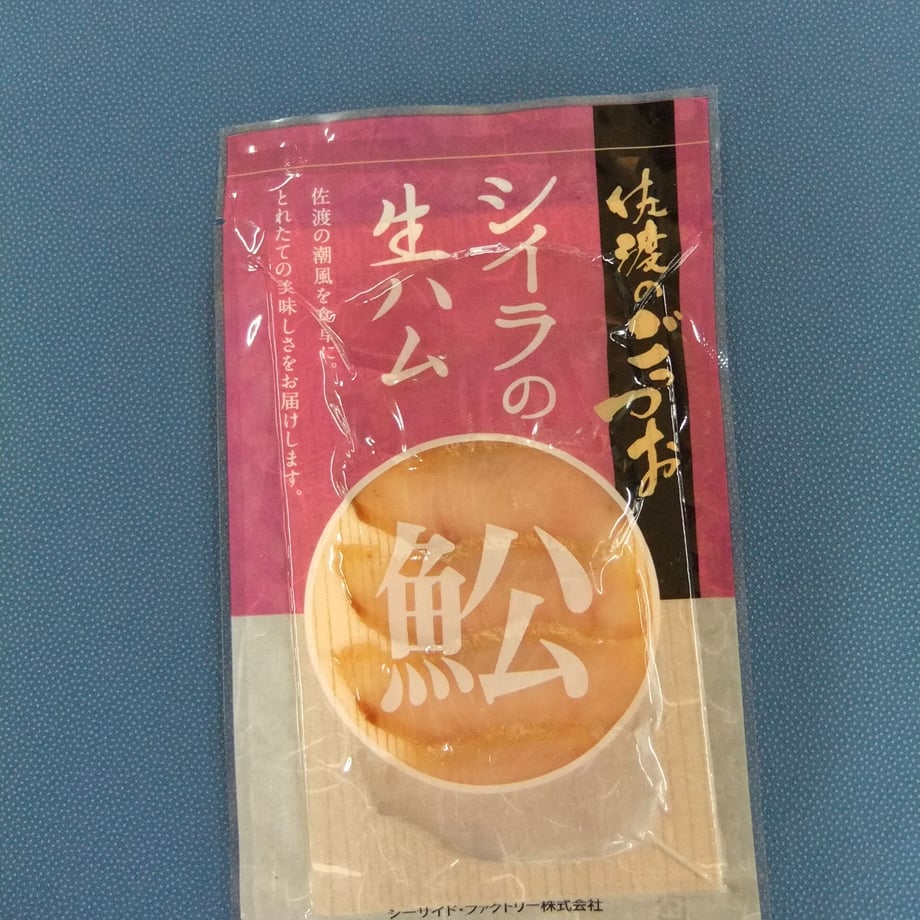 佐渡のごっつお
シイラの
生ハム
佐渡の潮風を食卓に。
とれたての美味しさをお届けします。
魿
シーサイド・ファクトリー株式会社